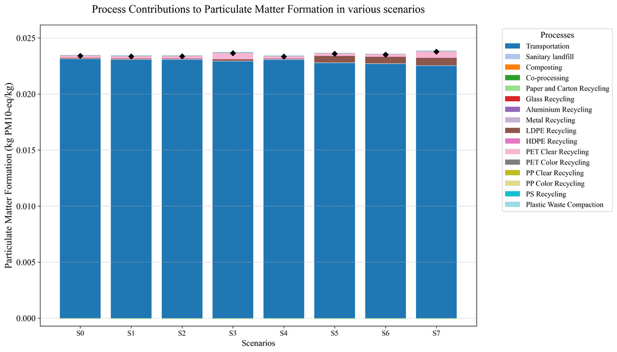 Process Contributions to Particulate Matter Formation in various scenarios
Particulate Matter Formation (kg PM10-eq/kg)
0.025
0.020
0.015
0.010
0.005
0.000
S0 S1 S2 S3 S4 S5 S6 S7
Scenarios
Processes
Transportation
Sanitary landfill
Composting
Co-processing
Paper and Carton Recycling
Glass Recycling
Aluminium Recycling
Metal Recycling
LDPE Recycling
HDPE Recycling
PET Clear Recycling
PET Color Recycling
PP Clear Recycling
PP Color Recycling
PS Recycling
Plastic Waste Compaction